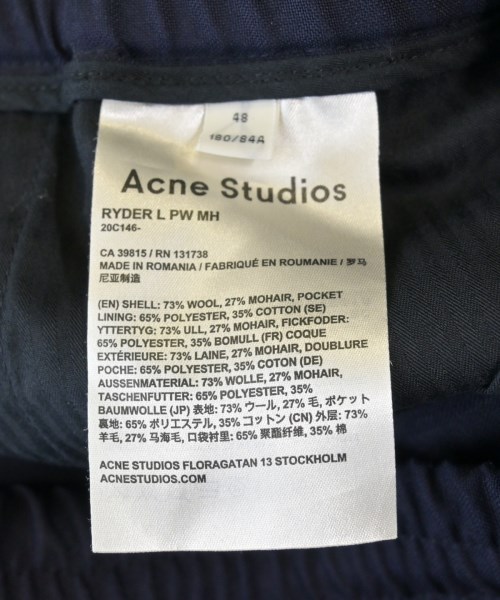 48
180/84A
Acne Studios
RYDER L PW MH
20C146-
CA 39815 / RN 131738
MADE IN ROMANIA / FABRIQUÉ EN ROUMANIE / 罗马
尼亚制造
(EN) SHELL: 73% WOOL, 27% MOHAIR, POCKET
LINING: 65% POLYESTER, 35% COTTON (SE)
YTTERTYG: 73% ULL, 27% MOHAIR, FICKFODER:
65% POLYESTER, 35% BOMULL (FR) COQUE
EXTÉRIEURE: 73% LAINE, 27% MOHAIR, DOUBLURE
POCHE: 65% POLYESTER, 35% COTON (DE)
AUSSENMATERIAL: 73% WOLLE, 27% MOHAIR,
TASCHENFUTTER: 65% POLYESTER, 35%
BAUMWOLLE (JP) 表地: 73% ウール, 27% 毛, ポケット
裏地: 65% ポリエステル, 35% コットン (CN) 外层: 73%
羊毛, 27% 马海毛, 口袋衬里: 65% 聚酯纤维, 35% 棉
ACNE STUDIOS FLORAGATAN 13 STOCKHOLM
ACNESTUDIOS.COM